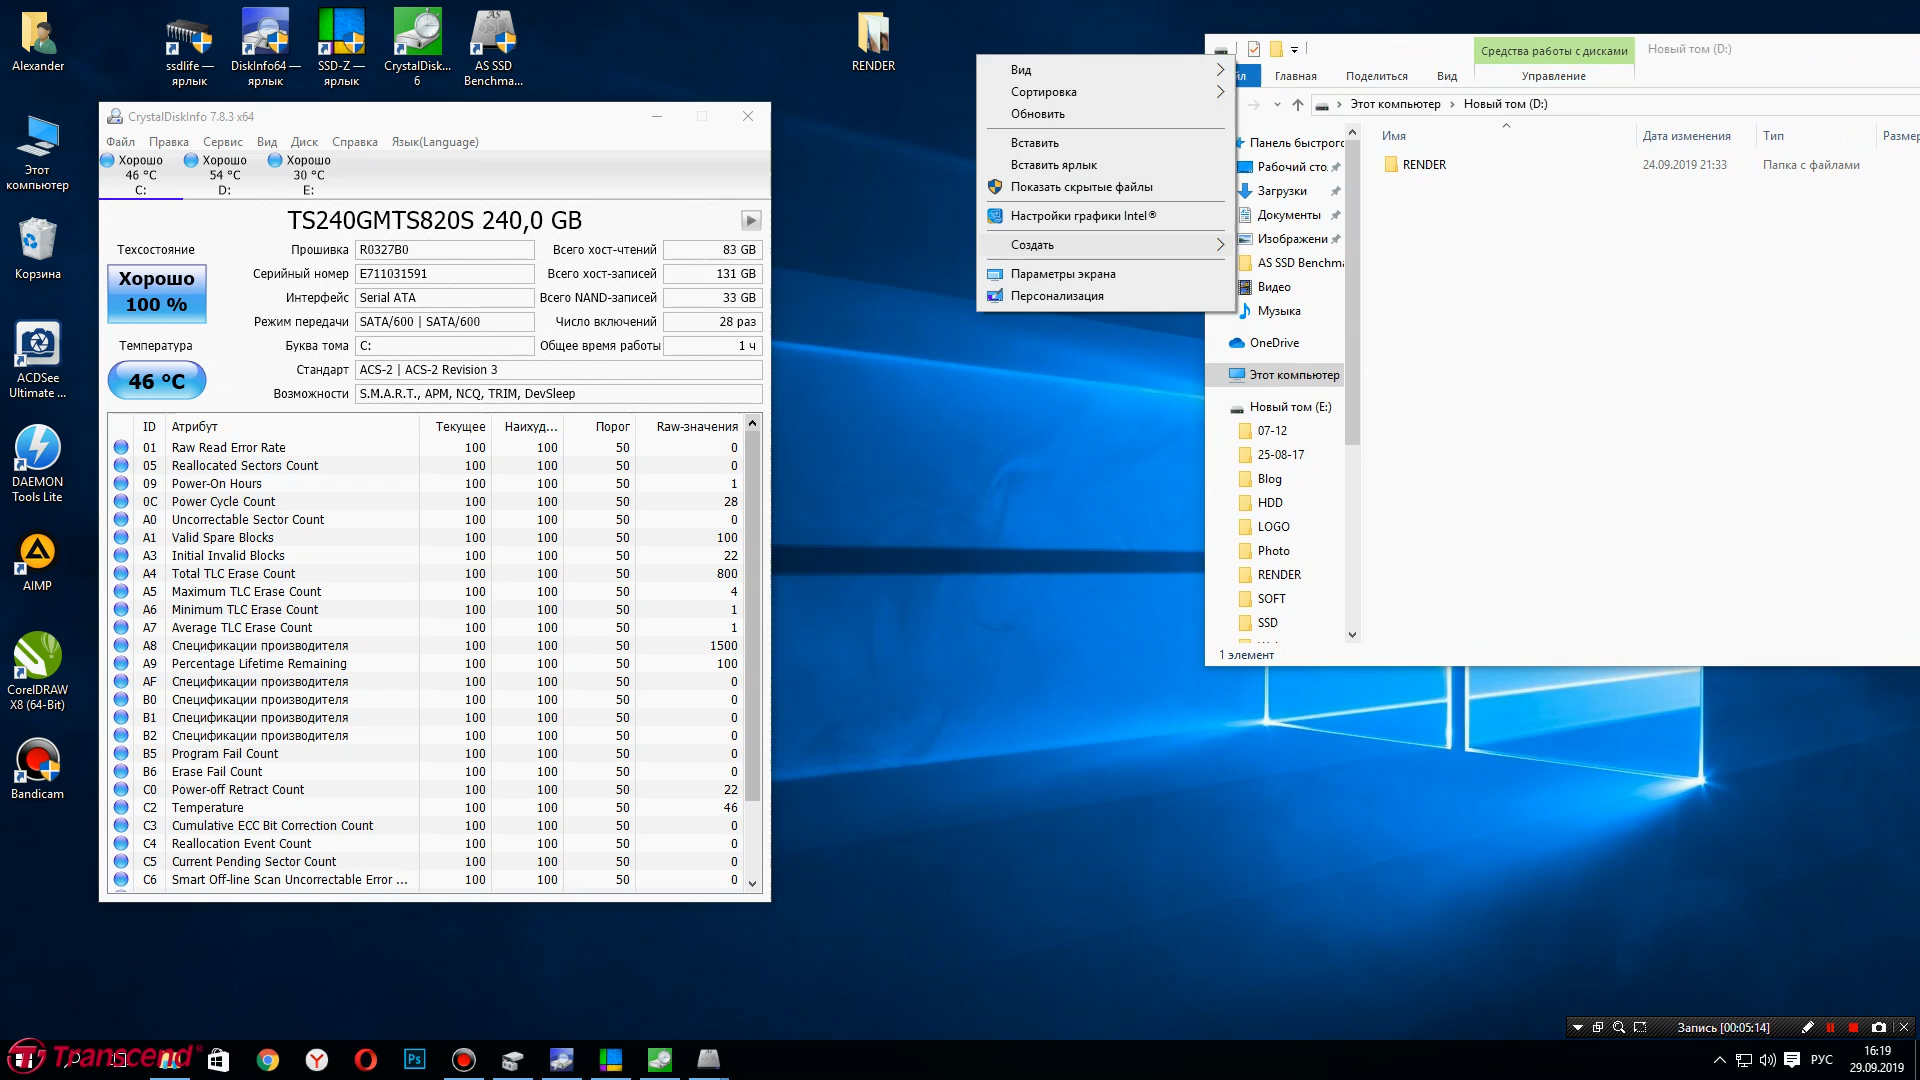 Alexander
ssdlife — ярлык
DiskInfo64 — ярлык
SSD-Z — ярлык
CrystalDisk... 6
AS SSD Benchma...
RENDER
Этот компьютер
Корзина
ACDSee Ultimate ...
DAEMON Tools Lite
AIMP
CorelDRAW X8 (64-Bit)
Bandicam
CrystalDiskInfo 7.8.3 x64
Файл Правка Сервис Вид Диск Справка Язык(Language)
Хорошо Хорошо Хорошо
46 °C 54 °C 30 °C
C: D: E:
TS240GMTS820S 240,0 GB
Техсостояние
Хорошо
100 %
Температура
46 °C
Прошивка R0327B0 Всего хост-чтений 83 GB
Серийный номер E711031591 Всего хост-записей 131 GB
Интерфейс Serial ATA Всего NAND-записей 33 GB
Режим передачи SATA/600 | SATA/600 Число включений 28 раз
Буква тома C: Общее время работы 1 ч
Стандарт ACS-2 | ACS-2 Revision 3
Возможности S.M.A.R.T., APM, NCQ, TRIM, DevSleep
ID Атрибут Текущее Наихуд... Порог Raw-значения
01 Raw Read Error Rate 100 100 50 0
05 Reallocated Sectors Count 100 100 50 0
09 Power-On Hours 100 100 50 1
0C Power Cycle Count 100 100 50 28
A0 Uncorrectable Sector Count 100 100 50 0
A1 Valid Spare Blocks 100 100 50 100
A3 Initial Invalid Blocks 100 100 50 22
A4 Total TLC Erase Count 100 100 50 800
A5 Maximum TLC Erase Count 100 100 50 4
A6 Minimum TLC Erase Count 100 100 50 1
A7 Average TLC Erase Count 100 100 50 1
A8 Спецификации производителя 100 100 50 1500
A9 Percentage Lifetime Remaining 100 100 50 100
AF Спецификации производителя 100 100 50 0
B0 Спецификации производителя 100 100 50 0
B1 Спецификации производителя 100 100 50 0
B2 Спецификации производителя 100 100 50 0
B5 Program Fail Count 100 100 50 0
B6 Erase Fail Count 100 100 50 0
C0 Power-off Retract Count 100 100 50 22
C2 Temperature 100 100 50 46
C3 Cumulative ECC Bit Correction Count 100 100 50 0
C4 Reallocation Event Count 100 100 50 0
C5 Current Pending Sector Count 100 100 50 0
C6 Smart Off-line Scan Uncorrectable Error ... 100 100 50 0
Вид
Сортировка
Обновить
Вставить
Вставить ярлык
Показать скрытые файлы
Настройки графики Intel®
Создать
Параметры экрана
Персонализация
Средства работы с дисками Новый том (D:)
Главная Поделиться Вид Управление
Этот компьютер Новый том (D:)
Имя Дата изменения Тип Размер
RENDER 24.09.2019 21:33 Папка с файлами
Панель быстрого
Рабочий сто
Загрузки
Документы
Изображени
AS SSD Benchma
Видео
Музыка
OneDrive
Этот компьютер
Новый том (E:)
07-12
25-08-17
Blog
HDD
LOGO
Photo
RENDER
SOFT
SSD
1 элемент
Запись [00:05:14]
Transcend
Ps
РУС
16:19
29.09.2019